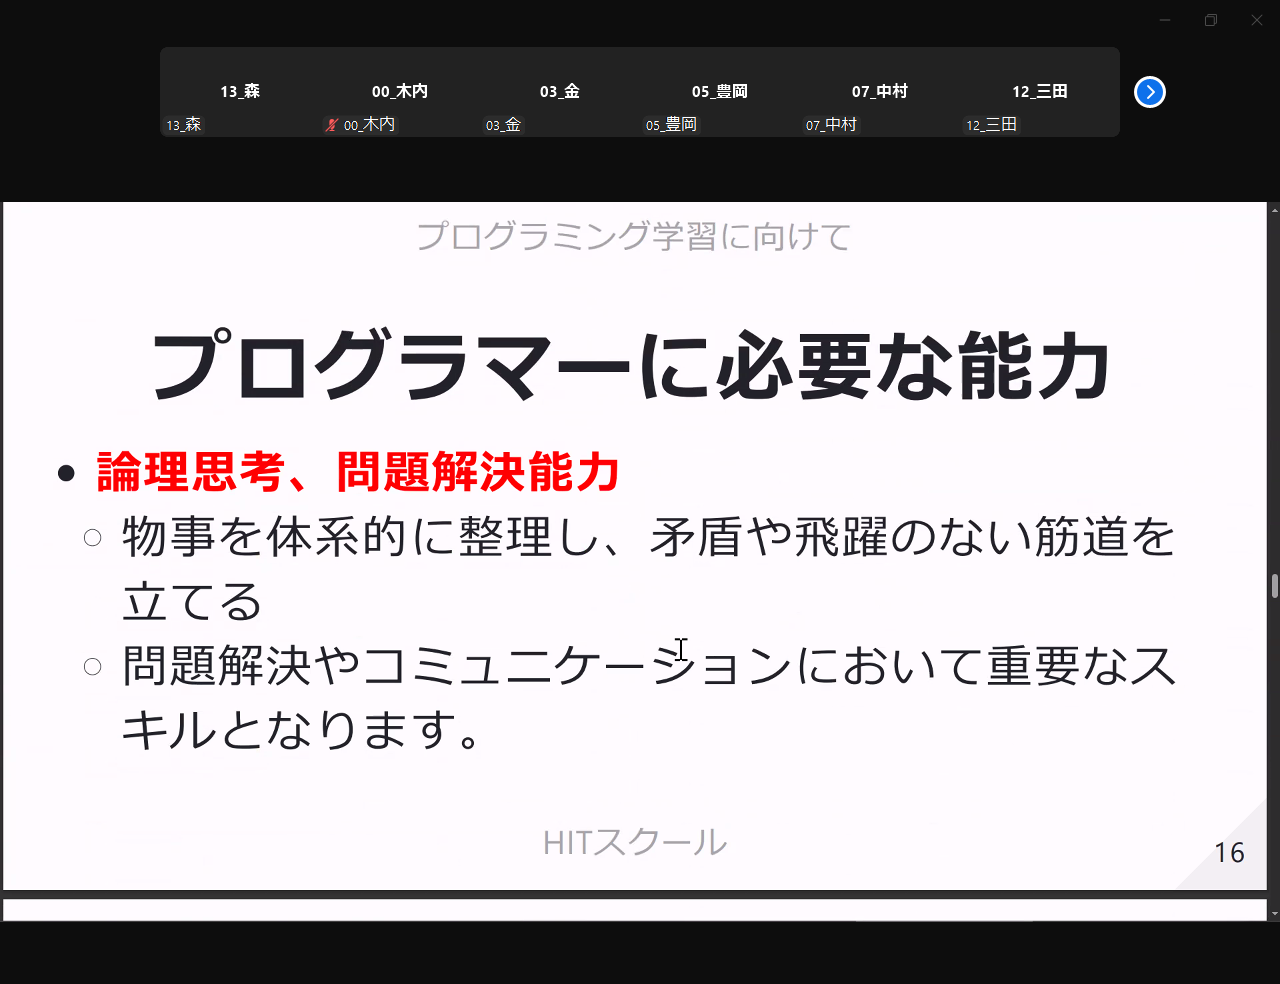 13_森 00_木内 03_金 05_豊岡 07_中村 12_三田
13_森 00_木内 03_金 05_豊岡 07_中村 12_三田
プログラミング学習に向けて
プログラマーに必要な能力
• 論理思考、問題解決能力
○ 物事を体系的に整理し、矛盾や飛躍のない筋道を
立てる
○ 問題解決やコミュニケーションにおいて重要なス
キルとなります。
HITスクール
16